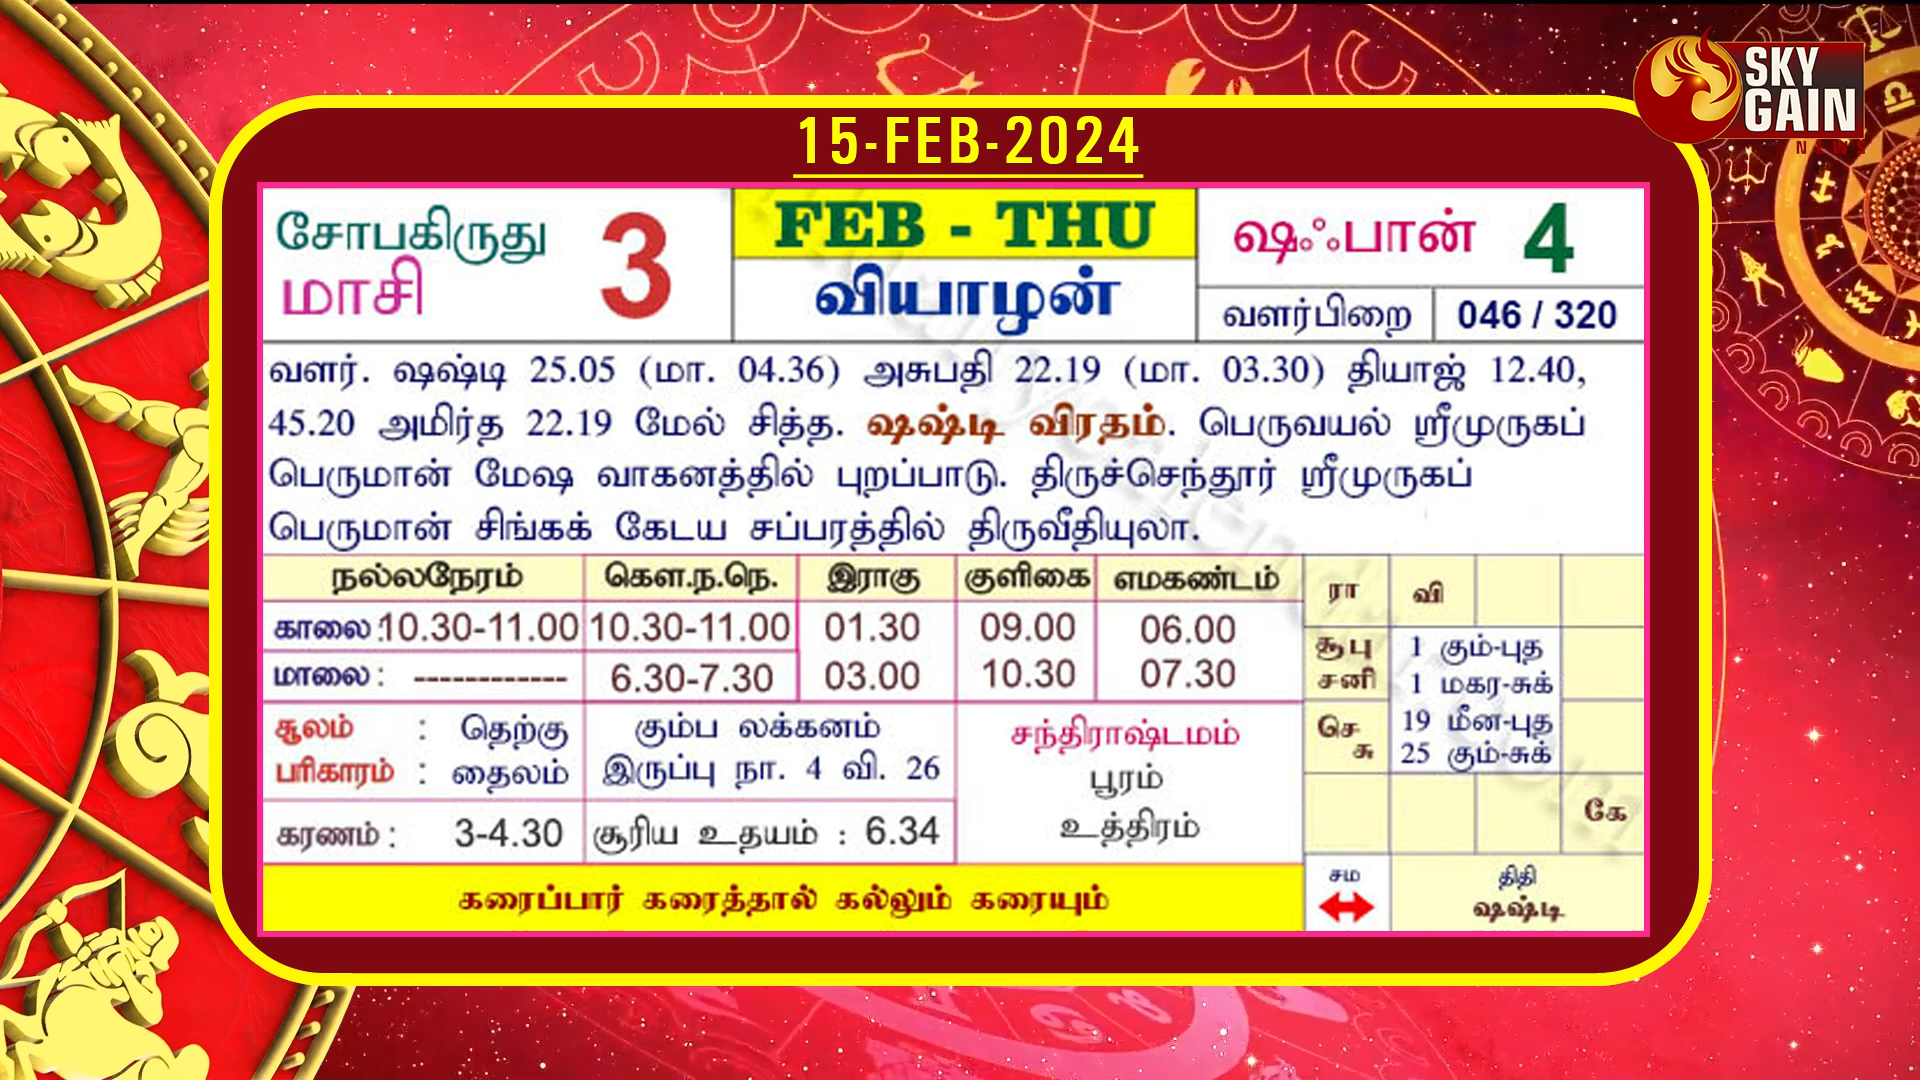 SKY
GAIN
NEWS
15-FEB-2024
சோபகிருது
மாசி
3
FEB - THU
வியாழன்
ஷஃபான் 4
வளர்பிறை 046 / 320
வளர். ஷஷ்டி 25.05 (மா. 04.36) அசுபதி 22.19 (மா. 03.30) தியாஜ் 12.40,
45.20 அமிர்த 22.19 மேல் சித்த. ஷஷ்டி விரதம். பெருவயல் ஸ்ரீமுருகப்
பெருமான் மேஷ வாகனத்தில் புறப்பாடு. திருச்செந்தூர் ஸ்ரீமுருகப்
பெருமான் சிங்கக் கேடய சப்பரத்தில் திருவீதியுலா.
நல்லநேரம் கௌ.ந.நே. இராகு குளிகை எமகண்டம்
காலை :10.30-11.00 10.30-11.00 01.30 09.00 06.00
மாலை : ------------ 6.30-7.30 03.00 10.30 07.30
சூலம் : தெற்கு
பரிகாரம் : தைலம்
கும்ப லக்கனம்
இருப்பு நா. 4 வி. 26
சந்திராஷ்டமம்
பூரம்
உத்திரம்
கரணம் : 3-4.30 சூரிய உதயம் : 6.34
ரா வி
சூ பு
சனி
1 கும்-புத
1 மகர-சுக்
செ
சு
19 மீன-புத
25 கும்-சுக்
கே
கரைப்பார் கரைத்தால் கல்லும் கரையும்
சம
திதி
ஷஷ்டி